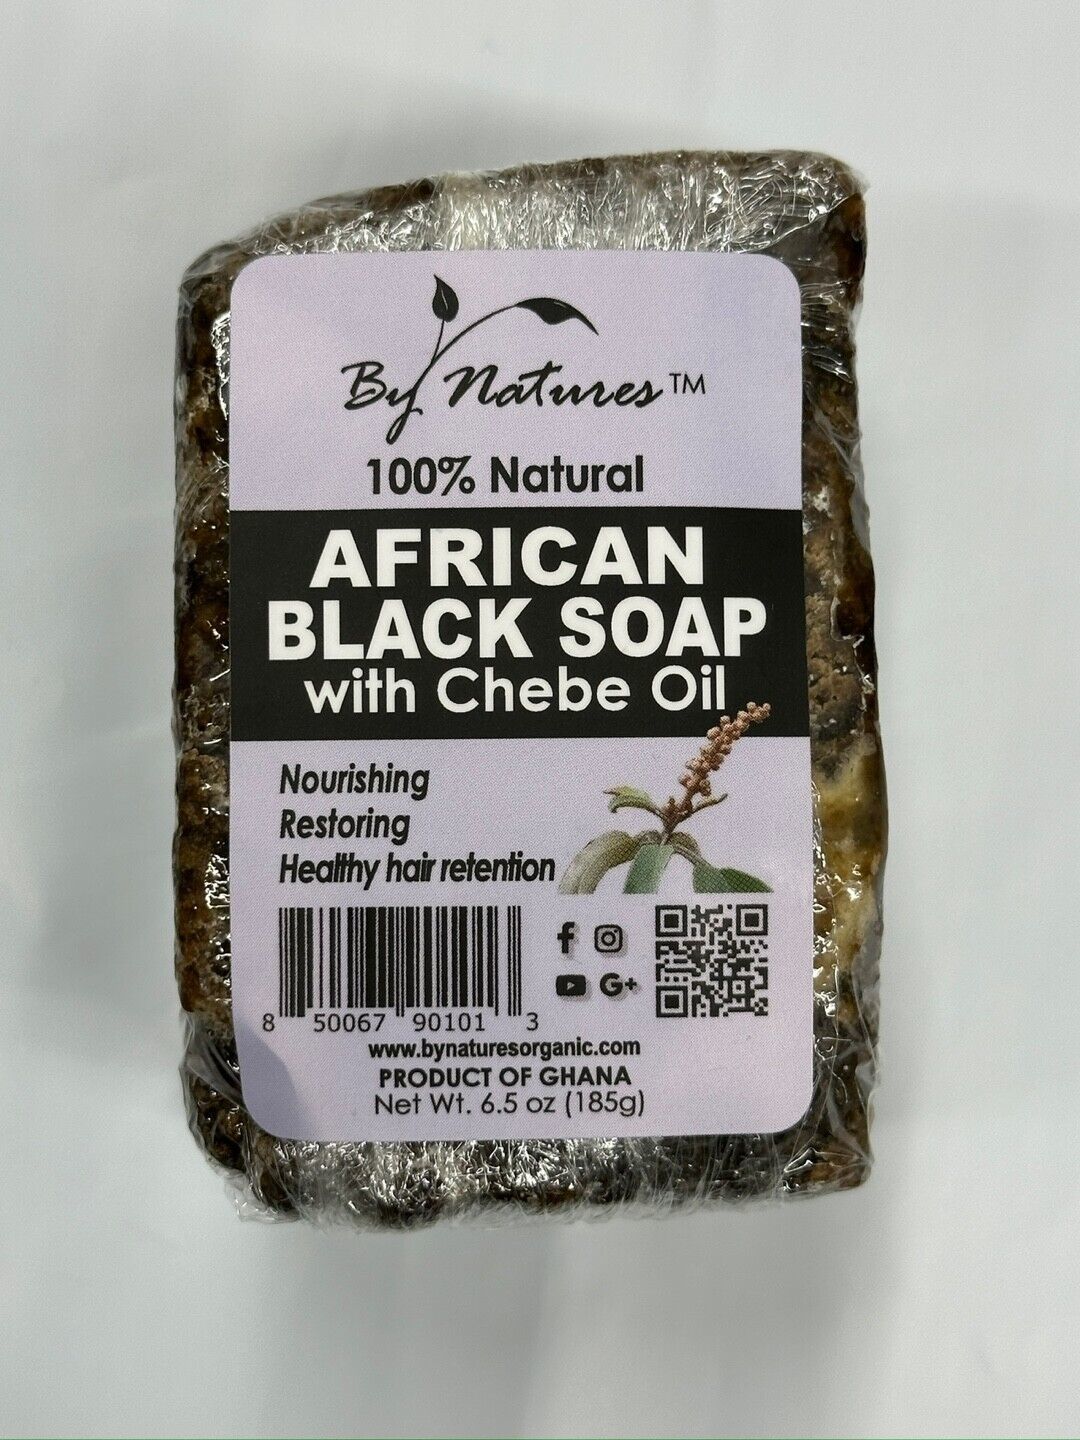 By Natures™
100% Natural
AFRICAN
BLACK SOAP
with Chebe Oil
Nourishing
Restoring
Healthy hair retention
8 50067 90101 3
G+
www.bynaturesorganic.com
PRODUCT OF GHANA
Net Wt. 6.5 oz (185g)